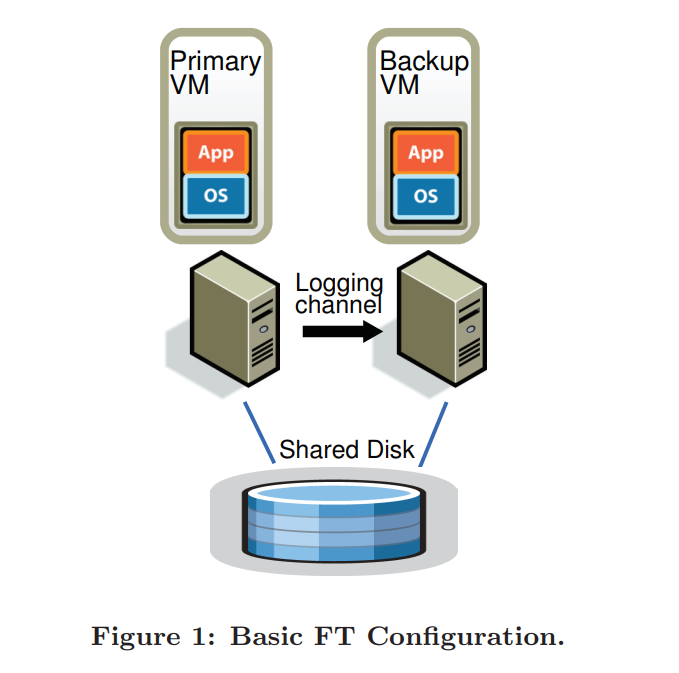 Primary
VM
App
OS
Backup
VM
App
OS
Logging
channel
Shared Disk
Figure 1: Basic FT Configuration.